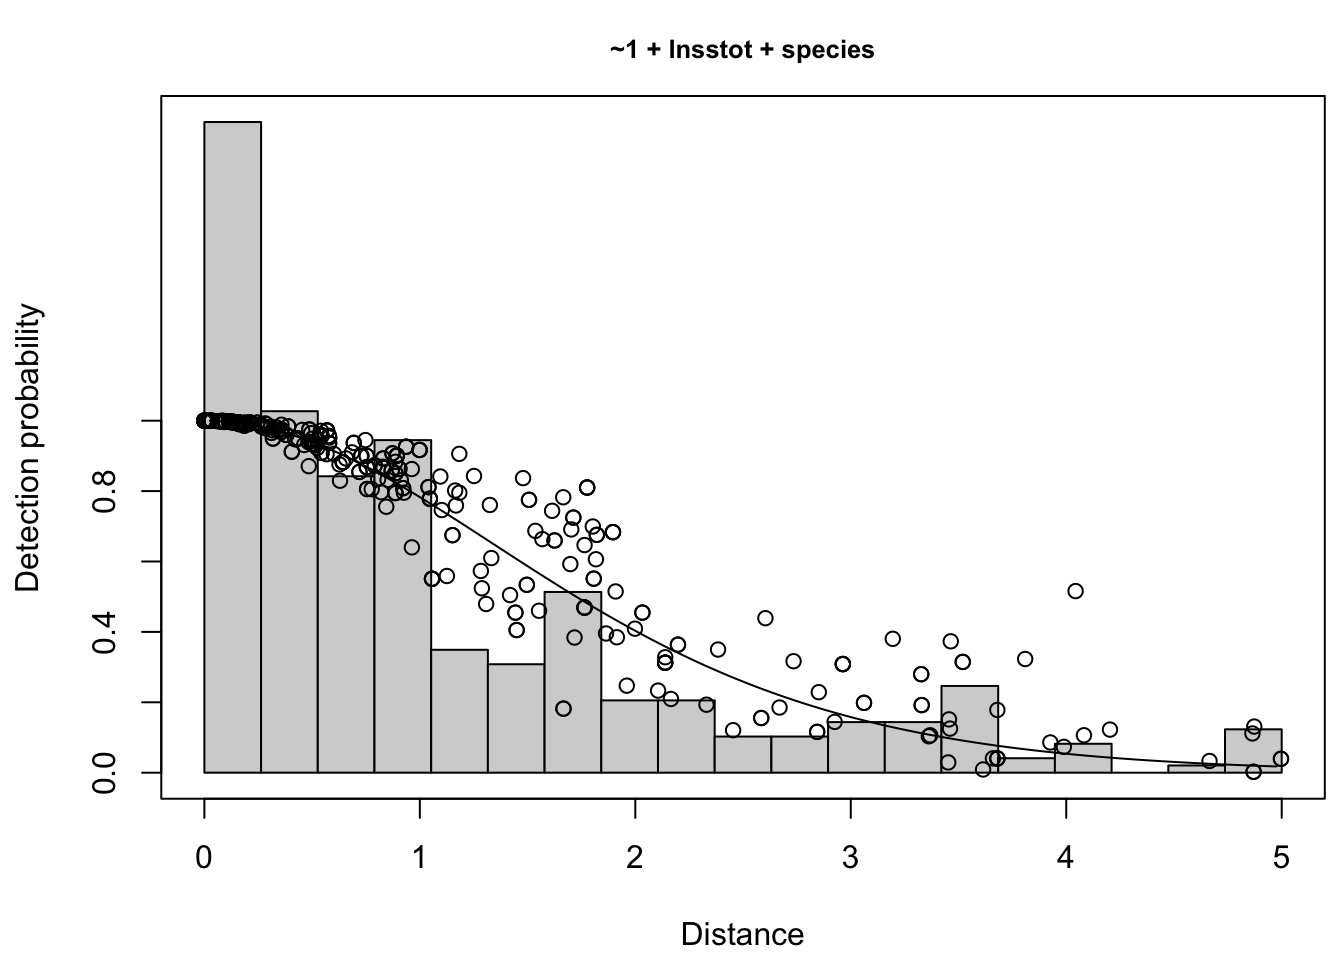 ~1 + lnsstot + species
Detection probability
0.8
0.4
0.0
0 1 2 3 4 5
Distance